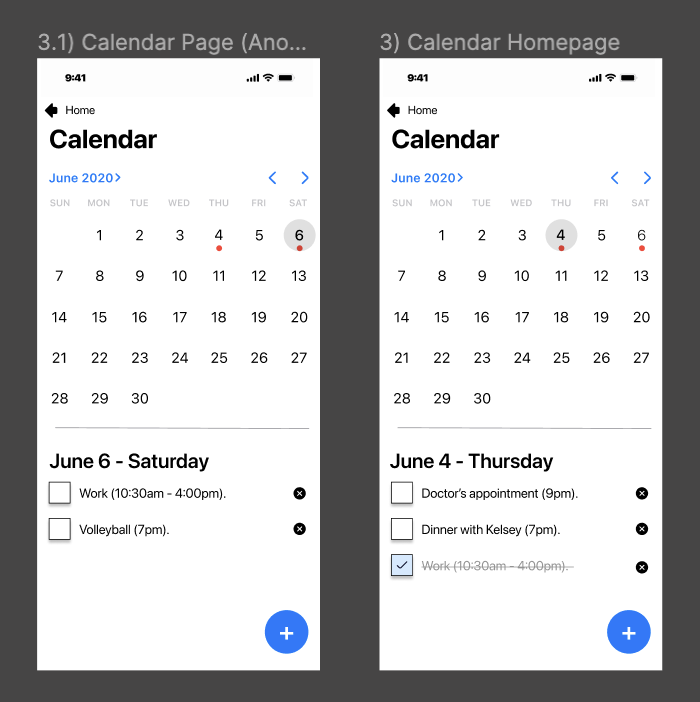 3.1) Calendar Page (Ano...
9:41
Home
Calendar
June 2020
SUN MON TUE WED THU FRI SAT
1 2 3 4 5 6
7 8 9 10 11 12 13
14 15 16 17 18 19 20
21 22 23 24 25 26 27
28 29 30
June 6 - Saturday
Work (10:30am - 4:00pm).
Volleyball (7pm).
+
3) Calendar Homepage
9:41
Home
Calendar
June 2020
SUN MON TUE WED THU FRI SAT
1 2 3 4 5 6
7 8 9 10 11 12 13
14 15 16 17 18 19 20
21 22 23 24 25 26 27
28 29 30
June 4 - Thursday
Doctor's appointment (9pm).
Dinner with Kelsey (7pm).
Work (10:30am - 4:00pm).
+